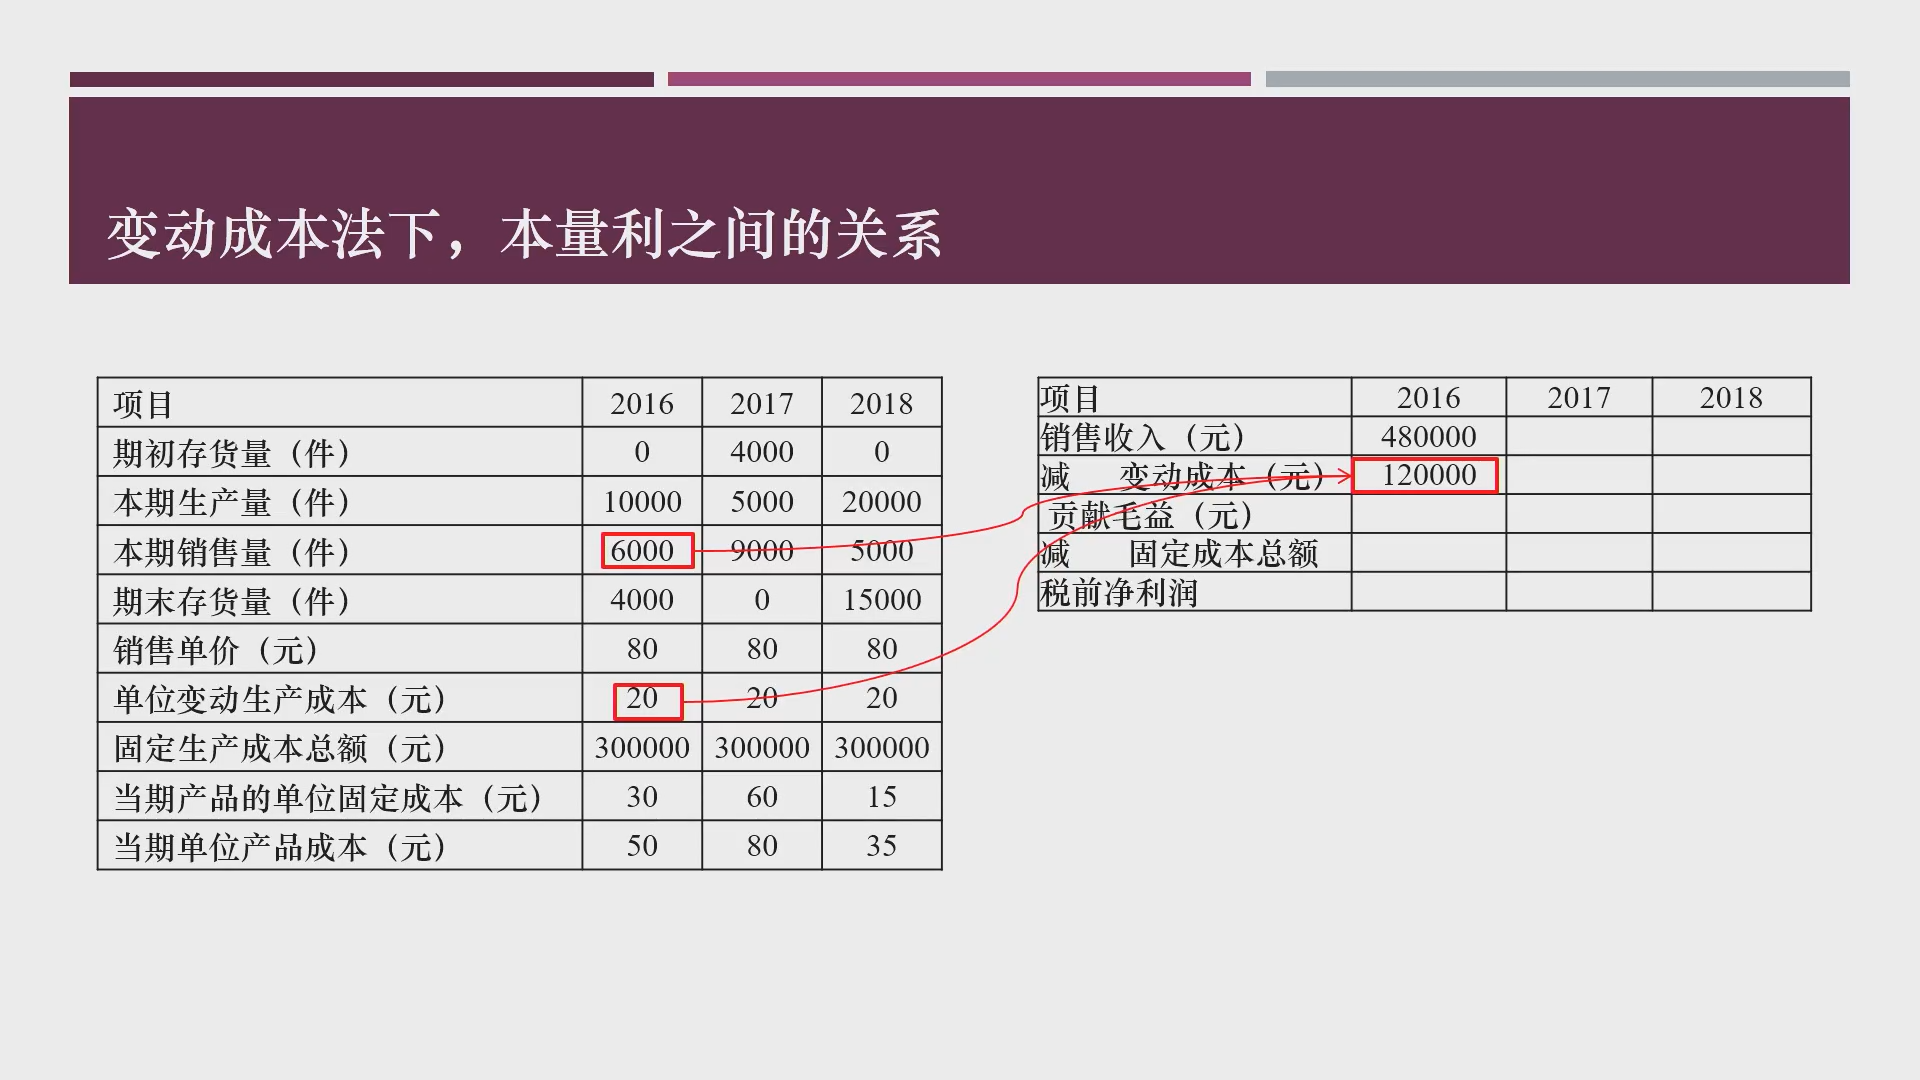 变动成本法下，本量利之间的关系
项目 2016 2017 2018
期初存货量（件） 0 4000 0
本期生产量（件） 10000 5000 20000
本期销售量（件） 6000 9000 5000
期末存货量（件） 4000 0 15000
销售单价（元） 80 80 80
单位变动生产成本（元） 20 20 20
固定生产成本总额（元） 300000 300000 300000
当期产品的单位固定成本（元） 30 60 15
当期单位产品成本（元） 50 80 35
项目 2016 2017 2018
销售收入（元） 480000
减 变动成本（元） 120000
贡献毛益（元）
减 固定成本总额
税前净利润